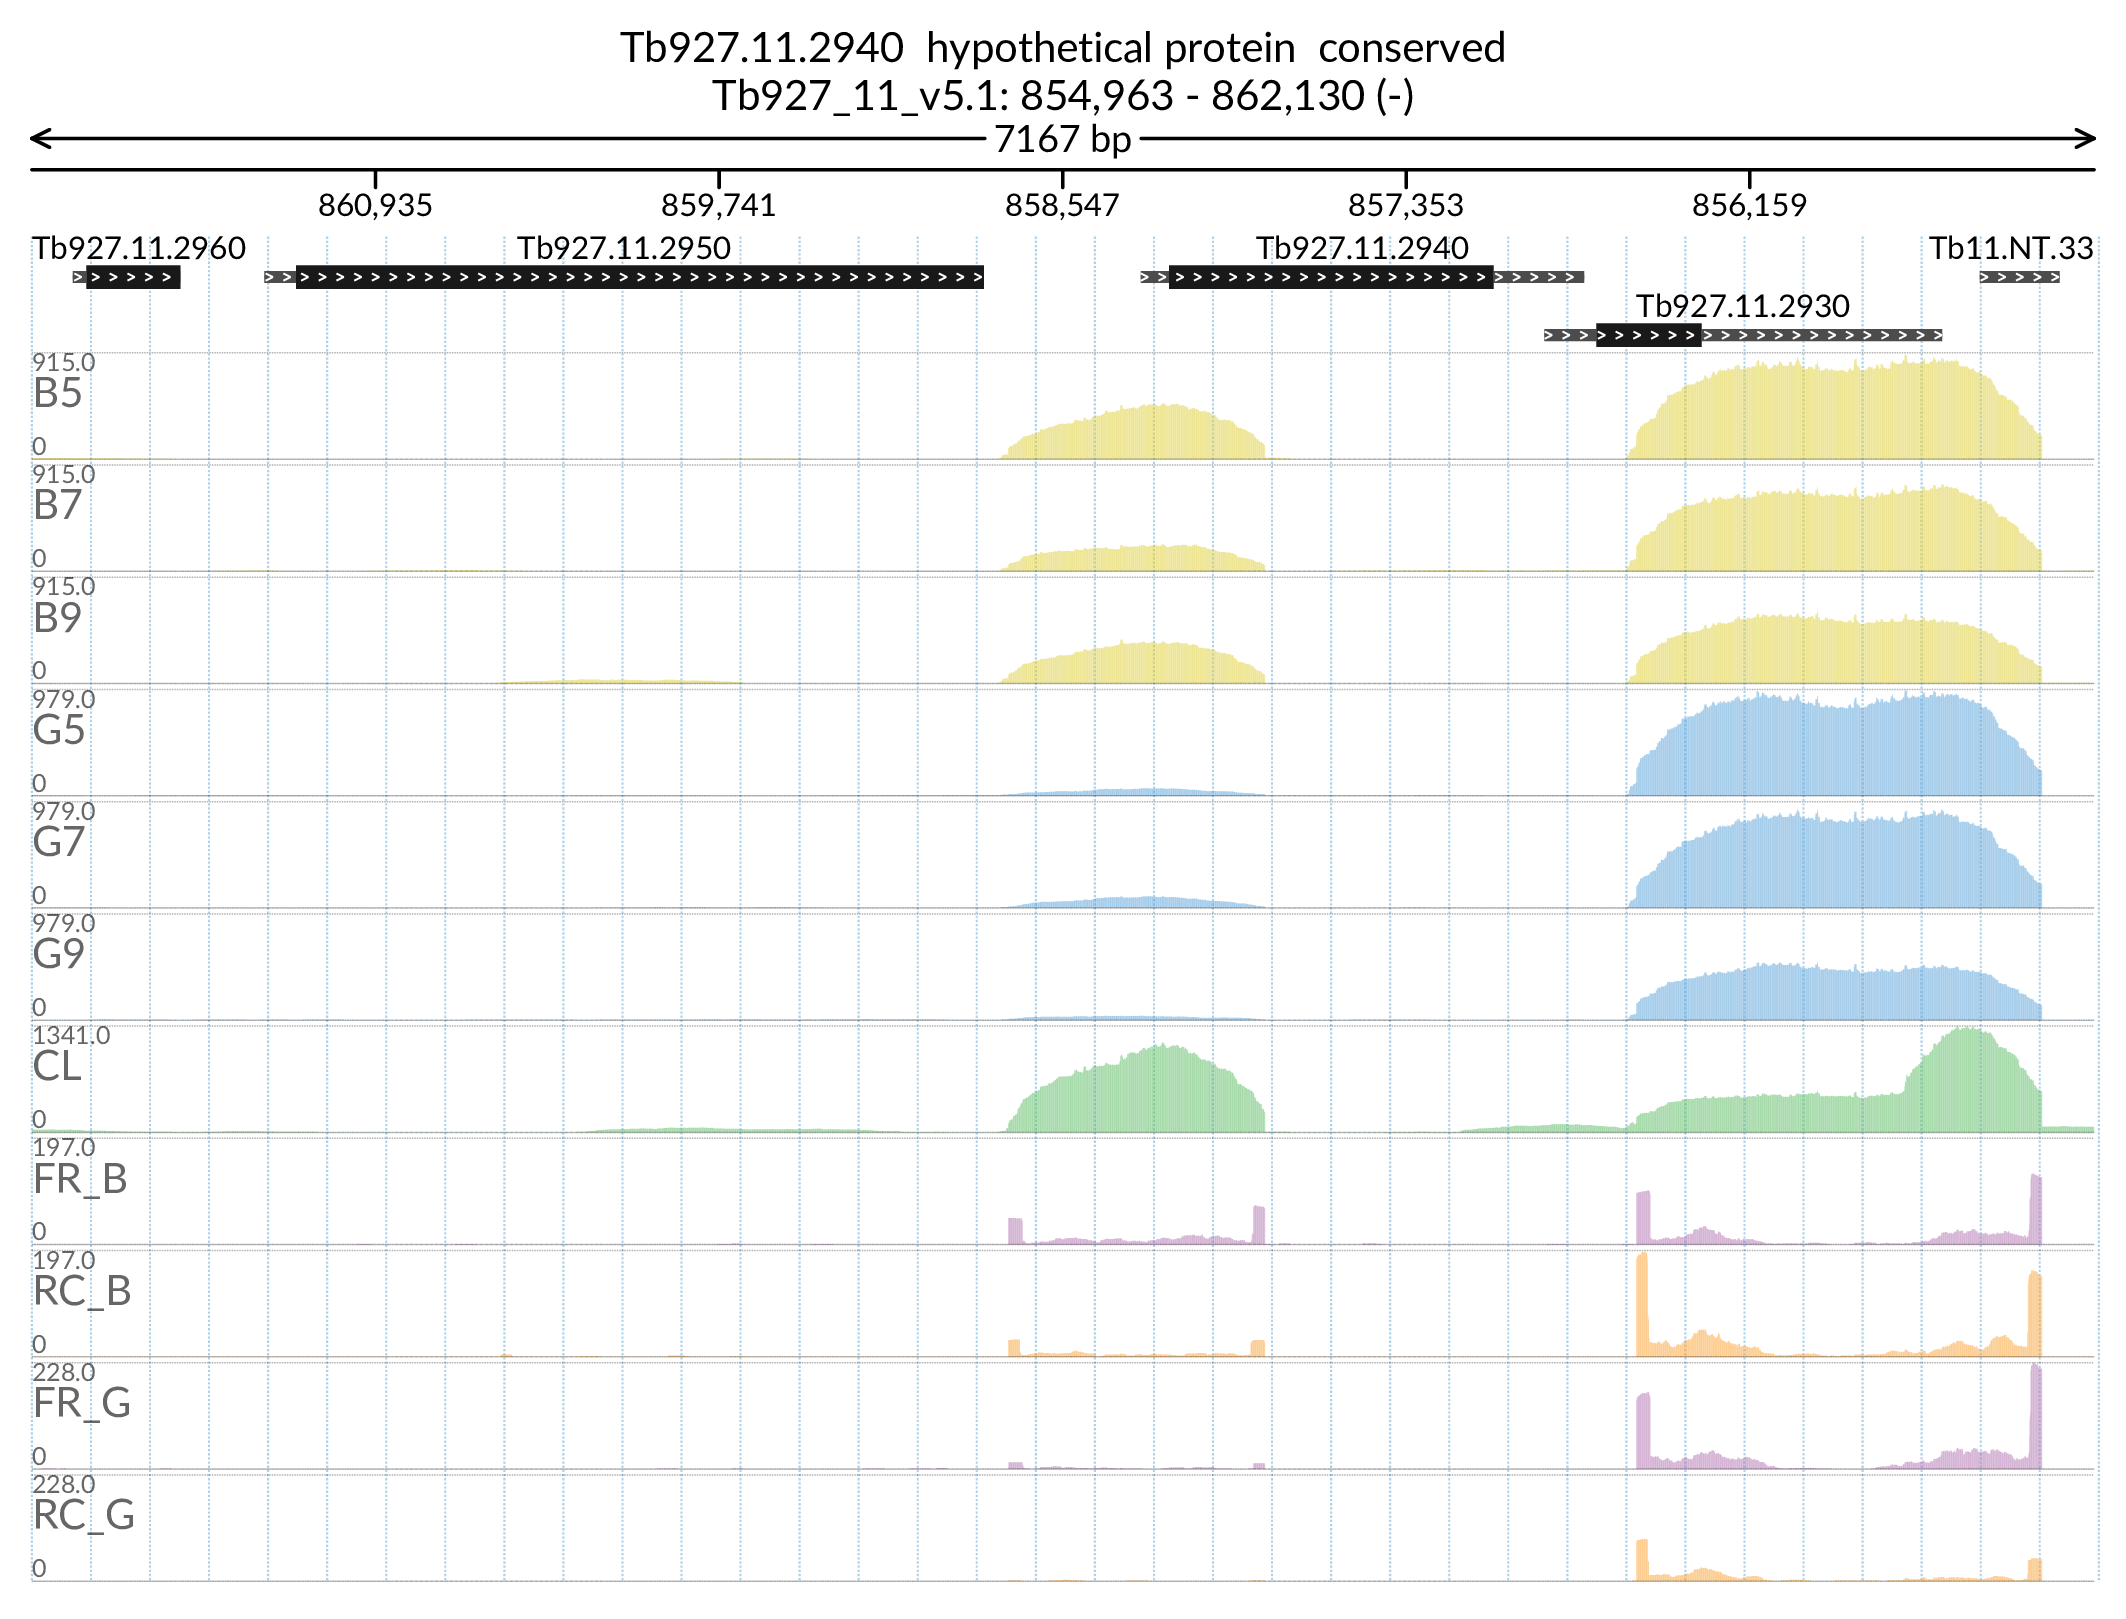 Tb927.11.2940  hypothetical protein  conserved
Tb927_11_v5.1: 854,963 - 862,130 (-)
7167 bp
860,935 859,741 858,547 857,353 856,159
Tb927.11.2960 Tb927.11.2950 Tb927.11.2940 Tb11.NT.33
Tb927.11.2930
915.0
B5
0
915.0
B7
0
915.0
B9
0
979.0
G5
0
979.0
G7
0
979.0
G9
0
1341.0
CL
0
197.0
FR_B
0
197.0
RC_B
0
228.0
FR_G
0
228.0
RC_G
0